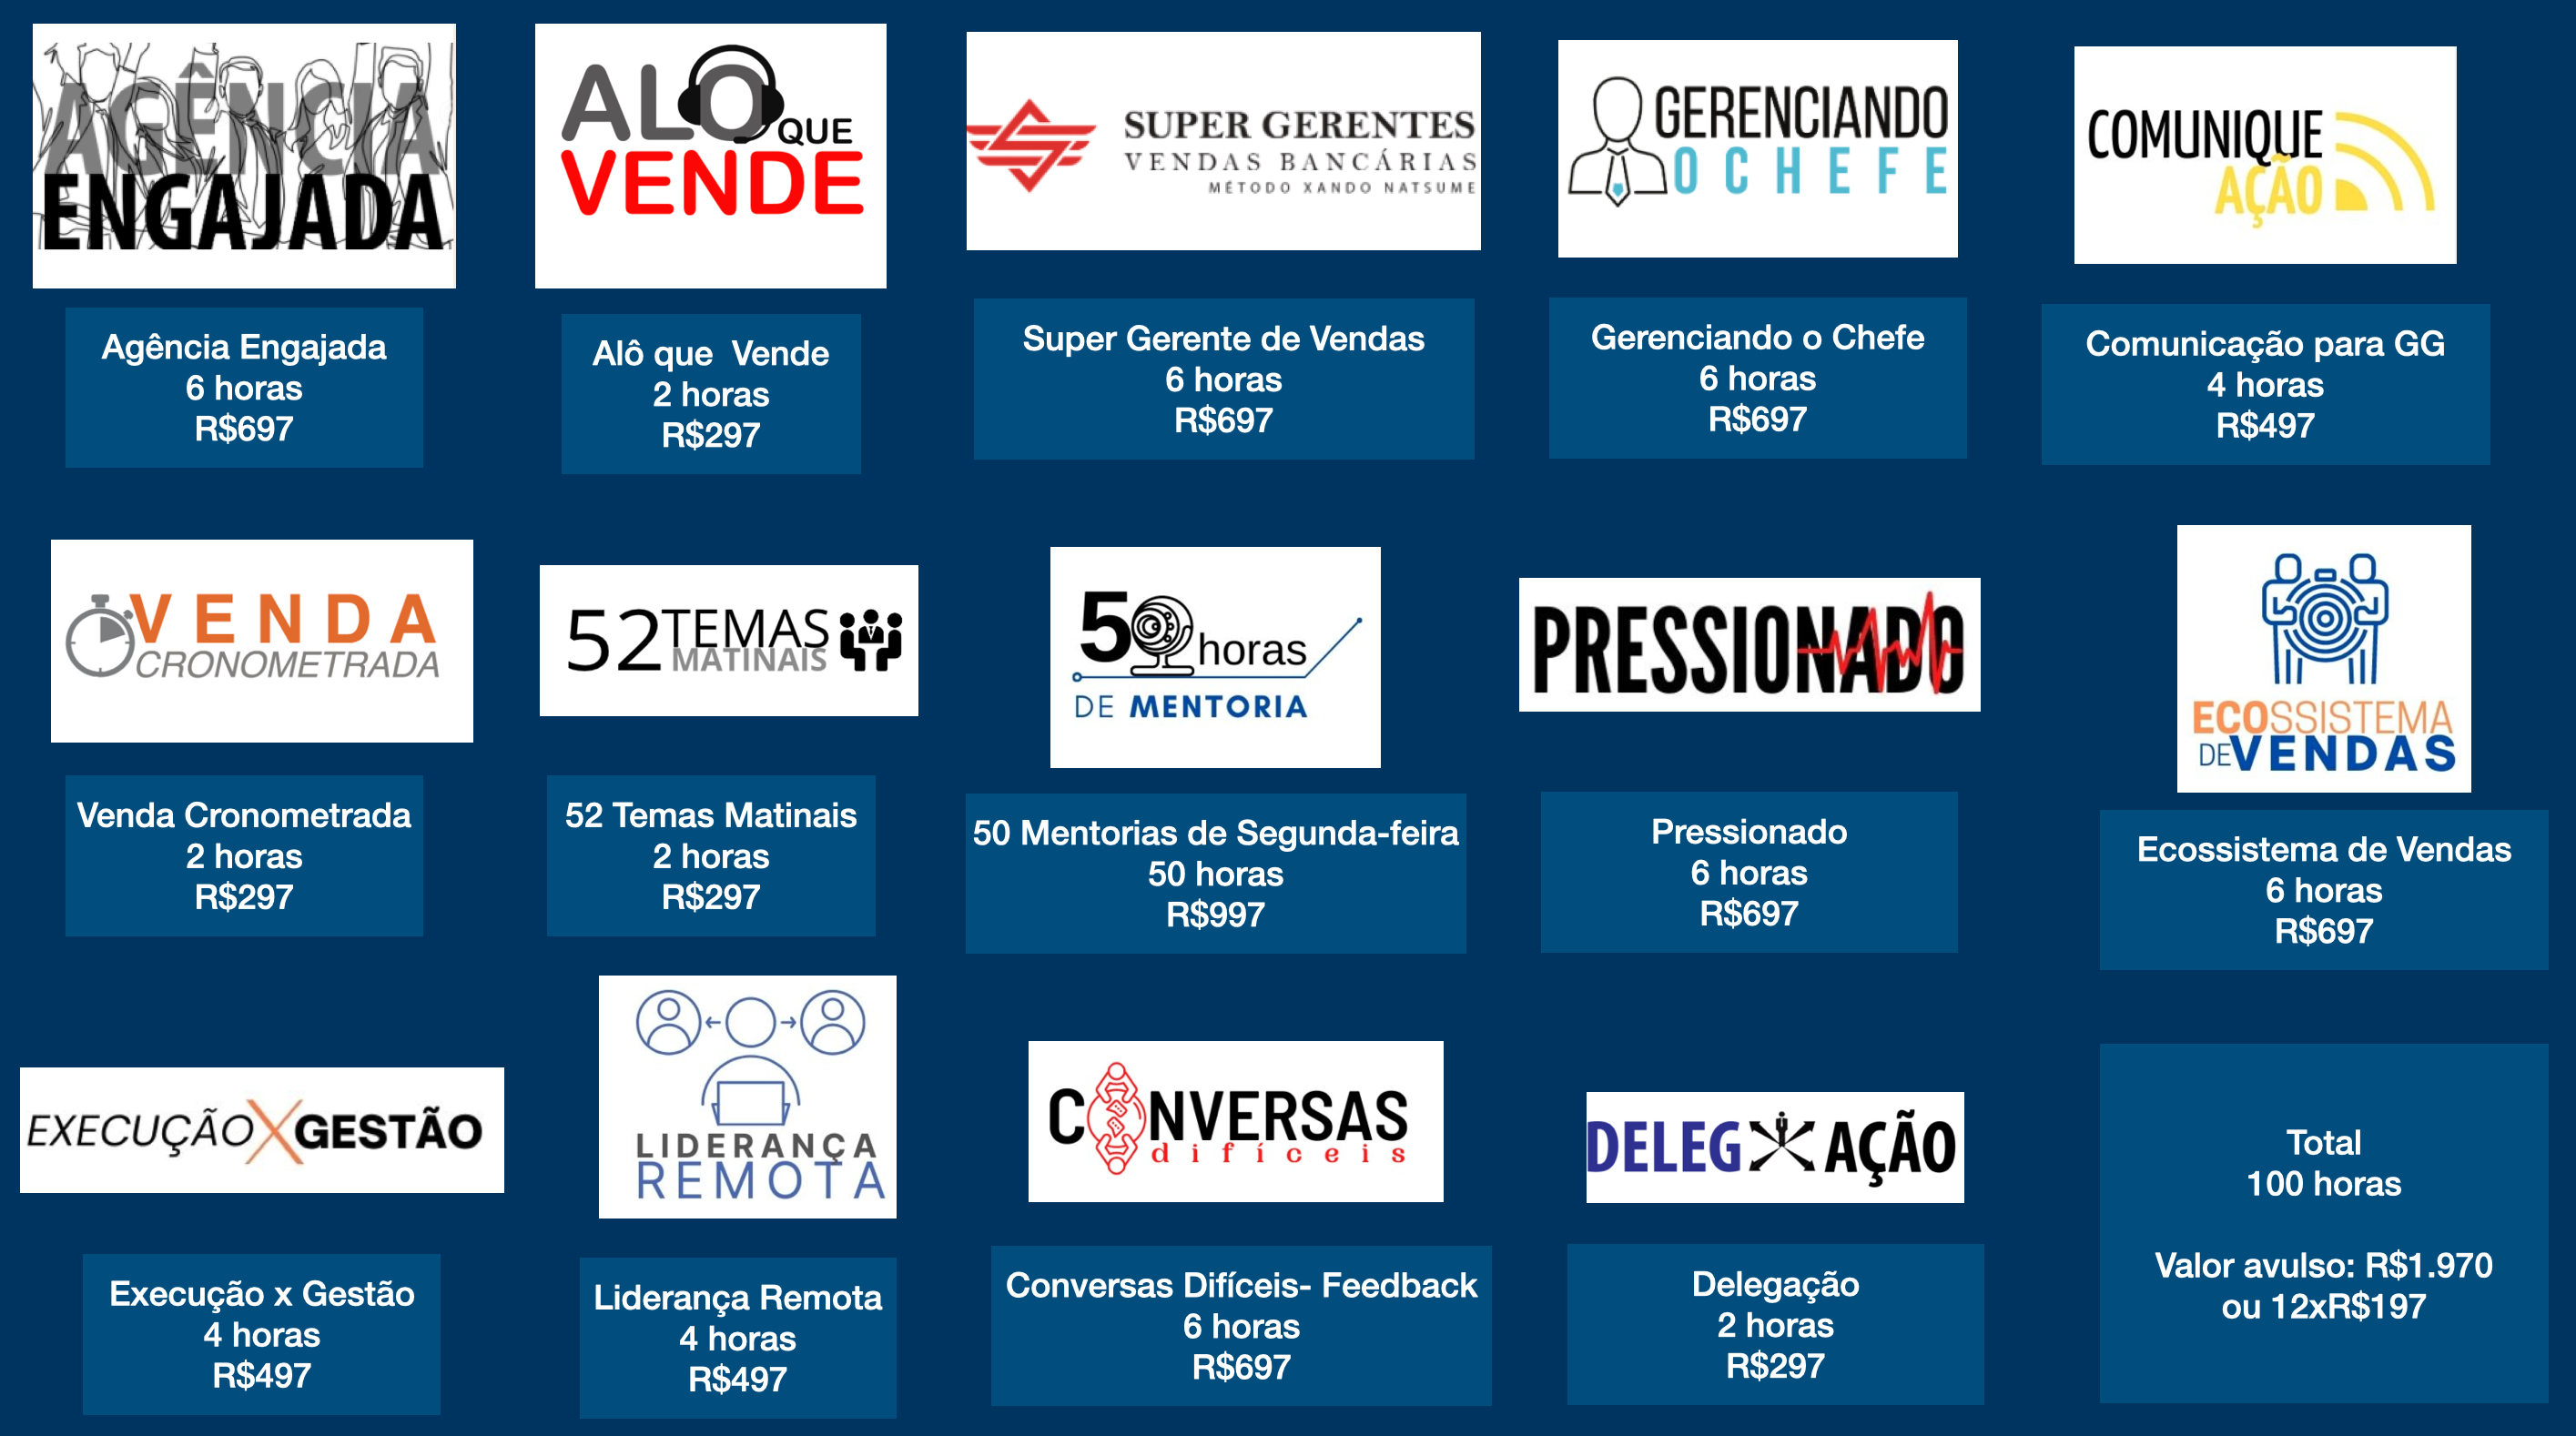 AGÊNCIA
ENGAJADA
ALO QUE
VENDE
SUPER GERENTES
VENDAS BANCÁRIAS
MÉTODO XANDO NATSUME
GERENCIANDO
O CHEFE
COMUNIQUE
AÇÃO
Agência Engajada
6 horas
R$697
Alô que  Vende
2 horas
R$297
Super Gerente de Vendas
6 horas
R$697
Gerenciando o Chefe
6 horas
R$697
Comunicação para GG
4 horas
R$497
VENDA
CRONOMETRADA
52 TEMAS
MATINAIS
50 horas
DE MENTORIA
PRESSIONADO
ECOSSISTEMA
DE VENDAS
Venda Cronometrada
2 horas
R$297
52 Temas Matinais
2 horas
R$297
50 Mentorias de Segunda-feira
50 horas
R$997
Pressionado
6 horas
R$697
Ecossistema de Vendas
6 horas
R$697
EXECUÇÃO X GESTÃO
LIDERANÇA
REMOTA
CONVERSAS
difíceis
DELEG AÇÃO
Execução x Gestão
4 horas
R$497
Liderança Remota
4 horas
R$497
Conversas Difíceis- Feedback
6 horas
R$697
Delegação
2 horas
R$297
Total
100 horas
Valor avulso: R$1.970
ou 12xR$197